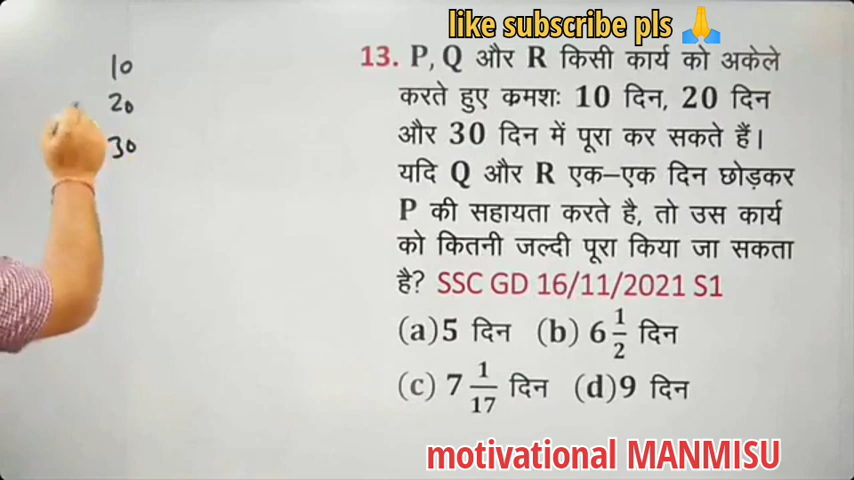 like subscribe pls 🙏
10
20
30
13. P, Q और R किसी कार्य को अकेले
करते हुए क्रमशः 10 दिन, 20 दिन
और 30 दिन में पूरा कर सकते हैं।
यदि Q और R एक–एक दिन छोड़कर
P की सहायता करते है, तो उस कार्य
को कितनी जल्दी पूरा किया जा सकता
है? SSC GD 16/11/2021 S1
(a)5 दिन (b) 6 1/2 दिन
(c) 7 1/17 दिन (d)9 दिन
motivational MANMISU